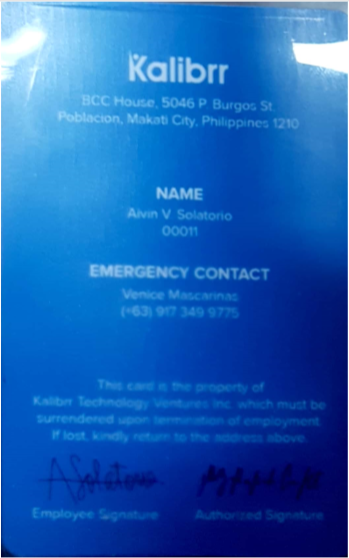 Kalibrr
BCC House, 5046 P. Burgos St.
Poblacion, Makati City, Philippines 1210
NAME
Alvin V. Solatorio
00011
EMERGENCY CONTACT
Venice Mascarinas
(+63) 917 349 9775
This card is the property of
Kalibrr Technology Ventures Inc. which must be
surrendered upon termination of employment.
If lost, kindly return to the address above.
ASolatorio
Employee Signature
Authorized Signature